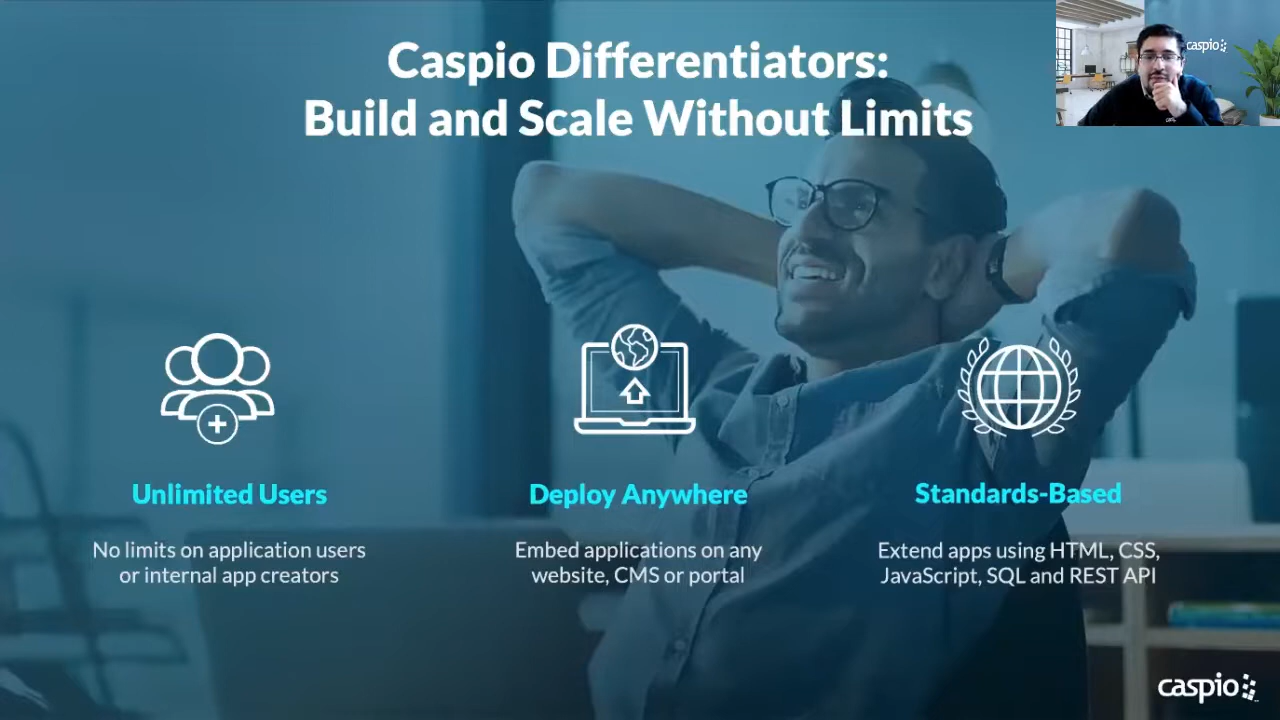 Caspio Differentiators:
Build and Scale Without Limits
caspio
Unlimited Users
No limits on application users
or internal app creators
Deploy Anywhere
Embed applications on any
website, CMS or portal
Standards-Based
Extend apps using HTML, CSS,
JavaScript, SQL and REST API
caspio